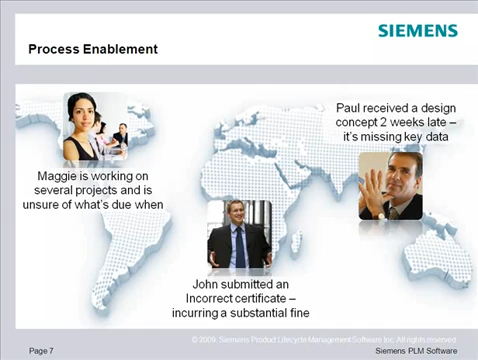 SIEMENS
Process Enablement
Paul received a design
concept 2 weeks late –
it's missing key data
Maggie is working on
several projects and is
unsure of what's due when
John submitted an
Incorrect certificate –
incurring a substantial fine
© 2009. Siemens Product Lifecycle Management Software Inc. All rights reserved
Page 7
Siemens PLM Software